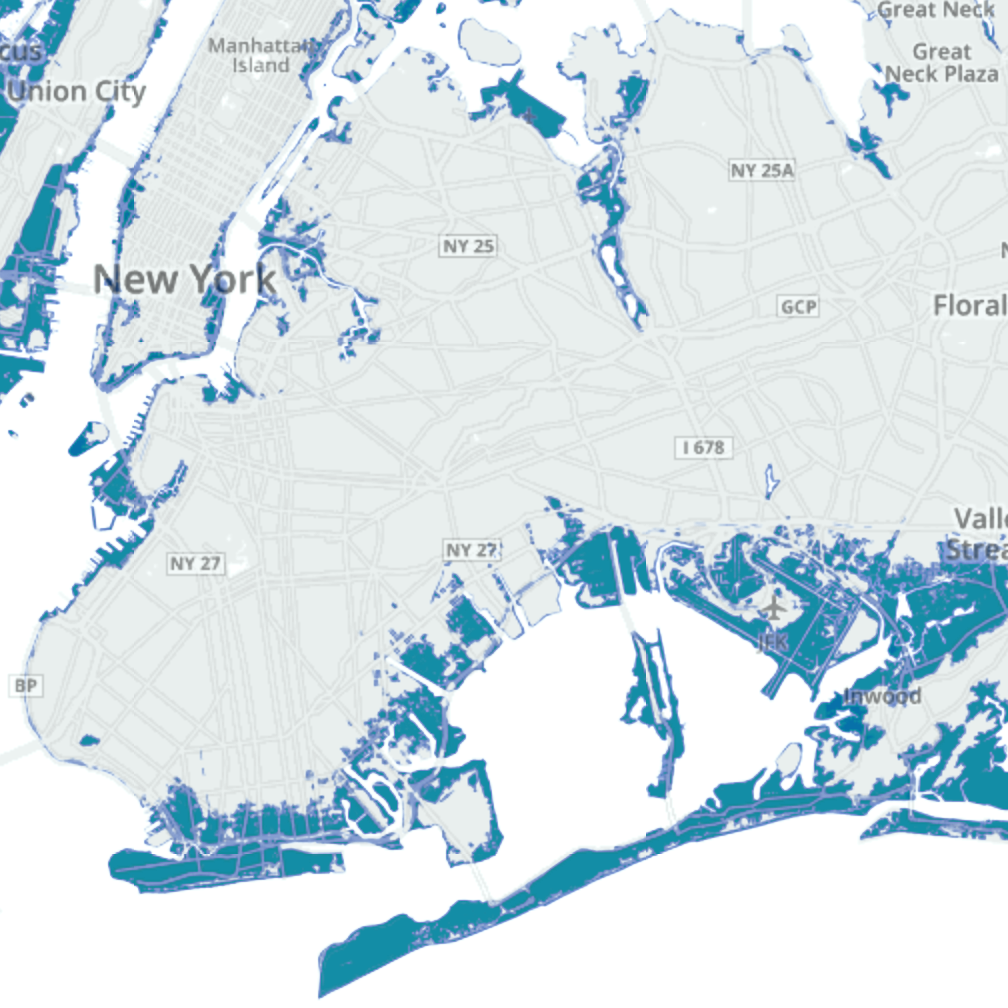 Great Neck
Manhattan
Island
cus
Great
Neck Plaza
Union City
NY 25A
NY 25
New York
GCP
Floral
I 678
Valle
Strea
NY 27
NY 27
JFK
BP
Inwood